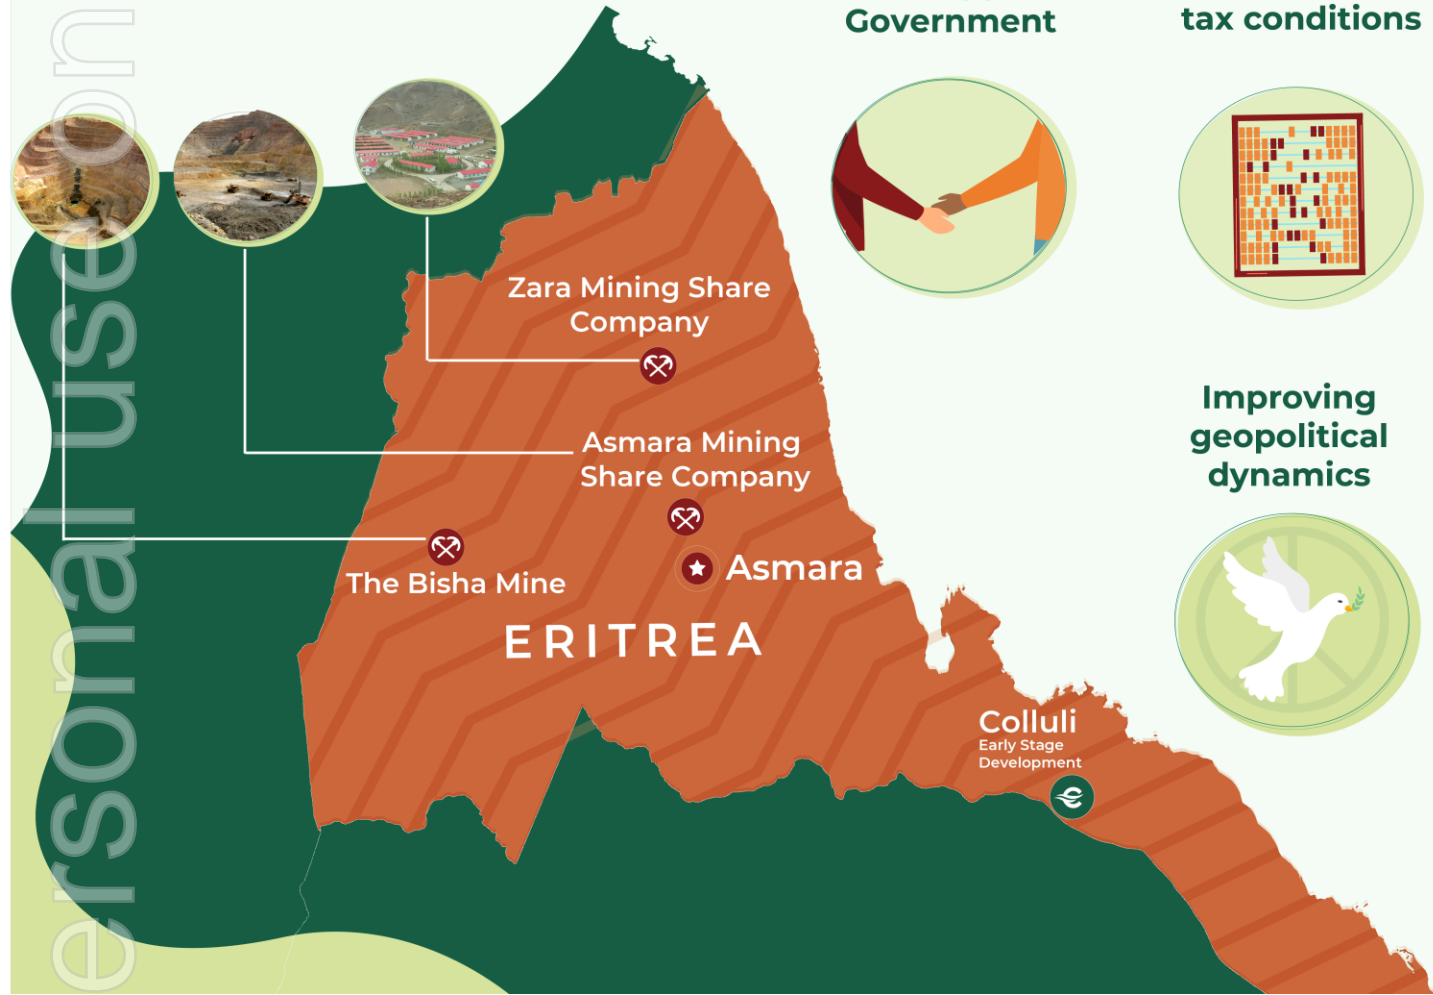 Government
tax conditions
Zara Mining Share
Company
Asmara Mining
Share Company
The Bisha Mine
Asmara
ERITREA
Improving
geopolitical
dynamics
Colluli
Early Stage
Development
ersonal use on